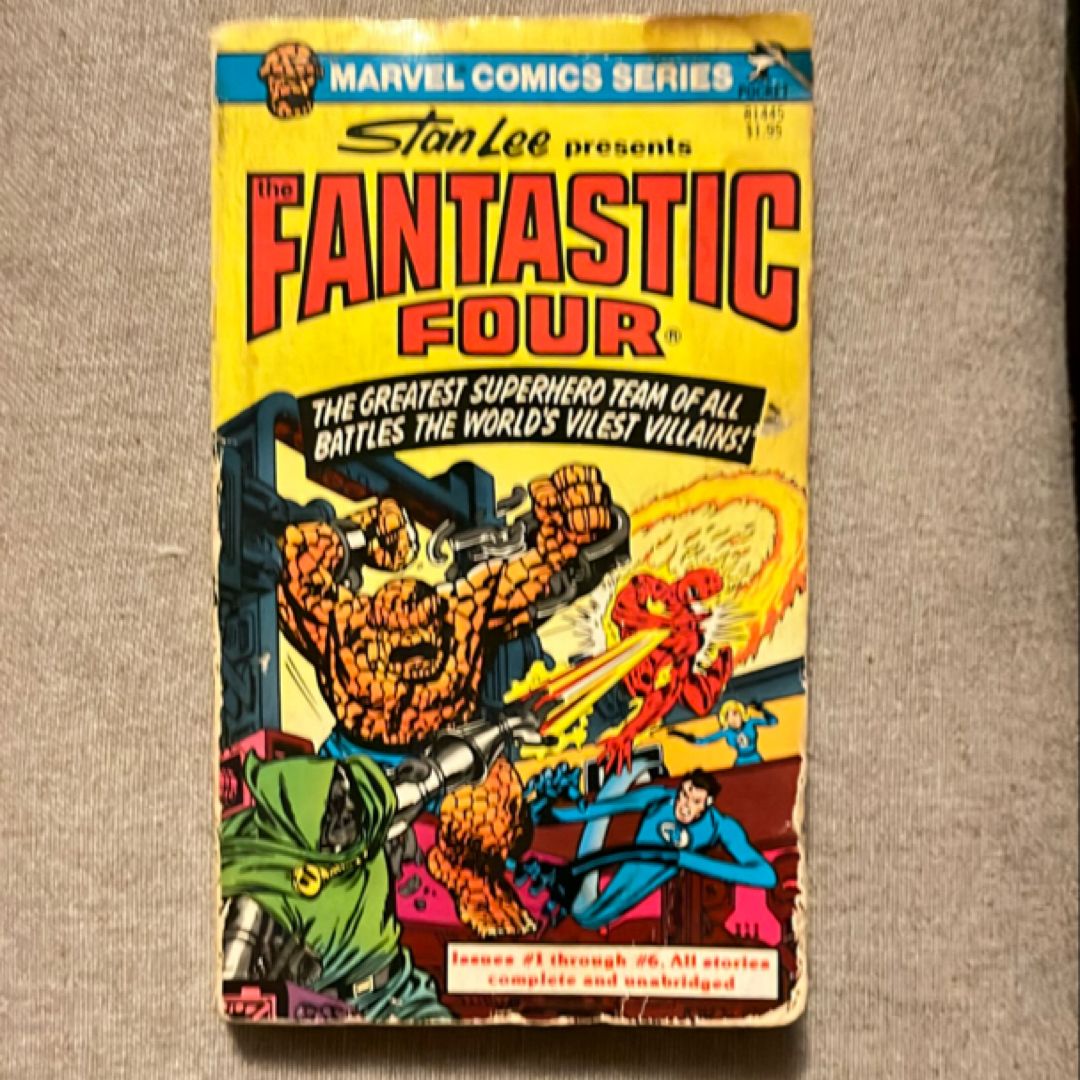 MARVEL COMICS SERIES
POCKET
81445
$1.95
Stan Lee presents
the
FANTASTIC
FOUR®
THE GREATEST SUPERHERO TEAM OF ALL
BATTLES THE WORLD'S VILEST VILLAINS!
Issues #1 through #6. All stories
complete and unabridged